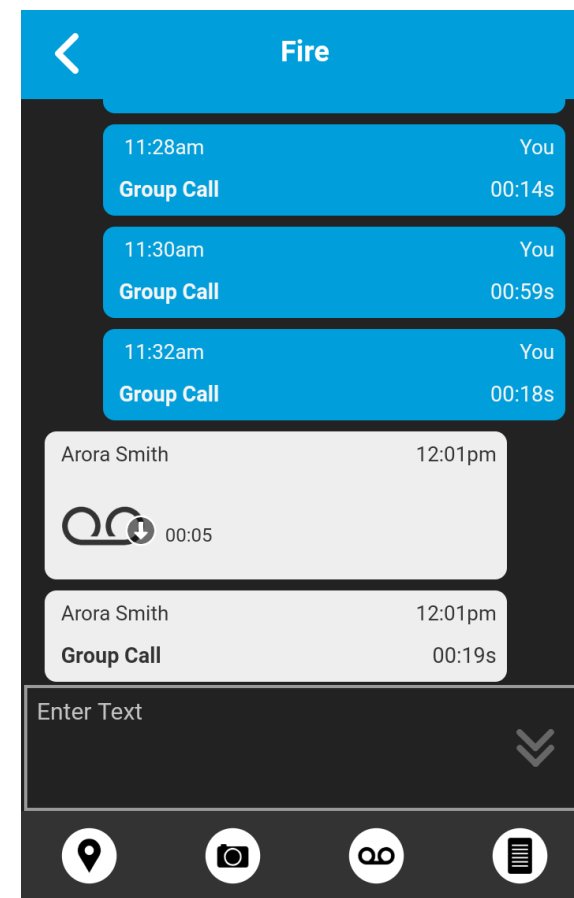 Fire
11:28am You
Group Call 00:14s
11:30am You
Group Call 00:59s
11:32am You
Group Call 00:18s
Arora Smith 12:01pm
00:05
Arora Smith 12:01pm
Group Call 00:19s
Enter Text